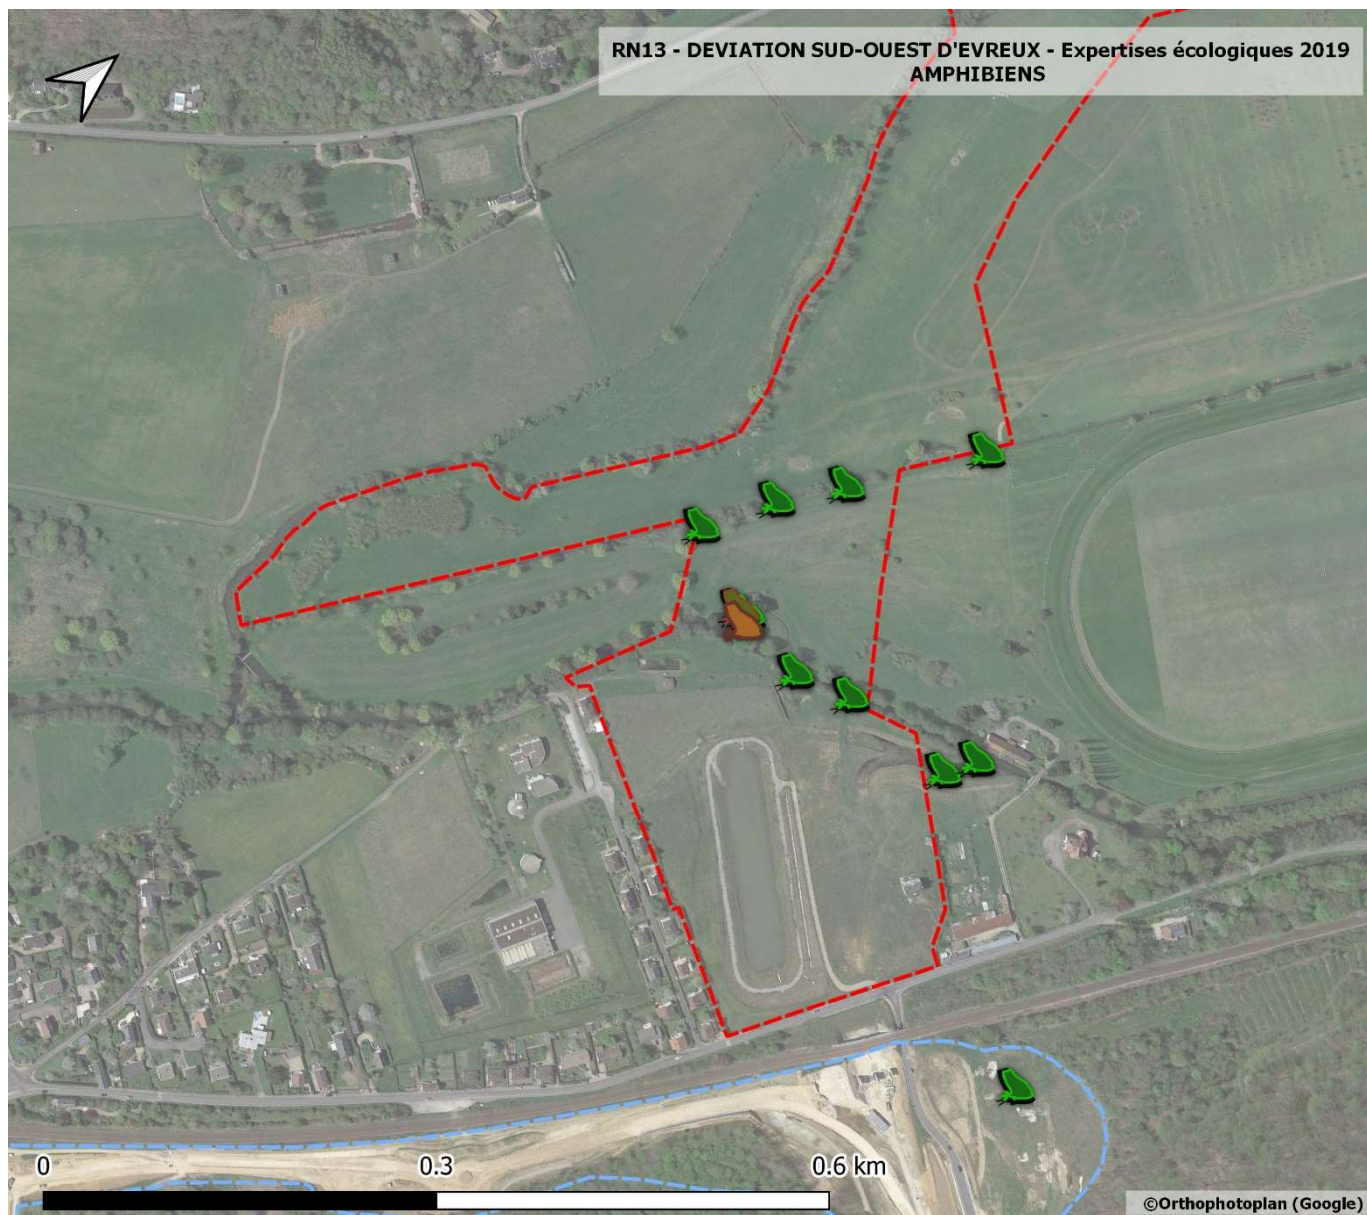 RN13 - DEVIATION SUD-OUEST D'EVREUX - Expertises écologiques 2019
AMPHIBIENS
0 0.3 0.6 km
©Orthophotoplan (Google)